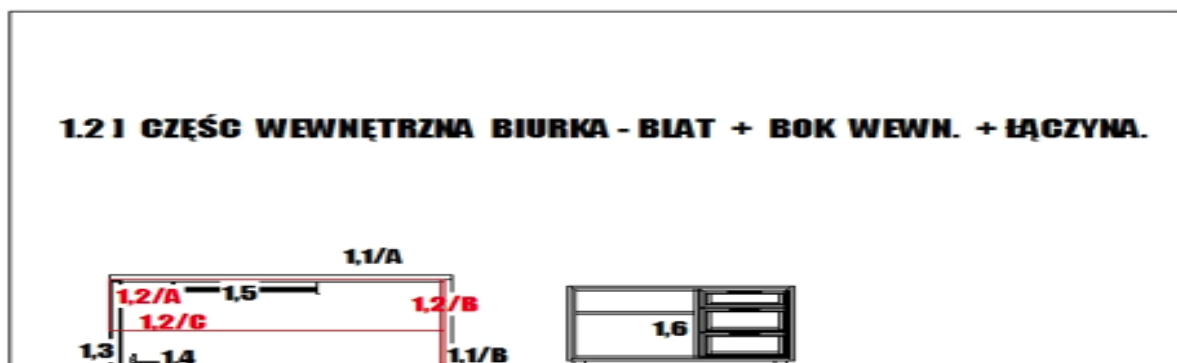 1.2 ] CZĘŚC WEWNĘTRZNA BIURKA - BLAT + BOK WEWN. + ŁĄCZYNA.
1,1/A
1,2/A 1,5 1,2/B
1,2/C
1,6
1,3 1,4 1,1/B